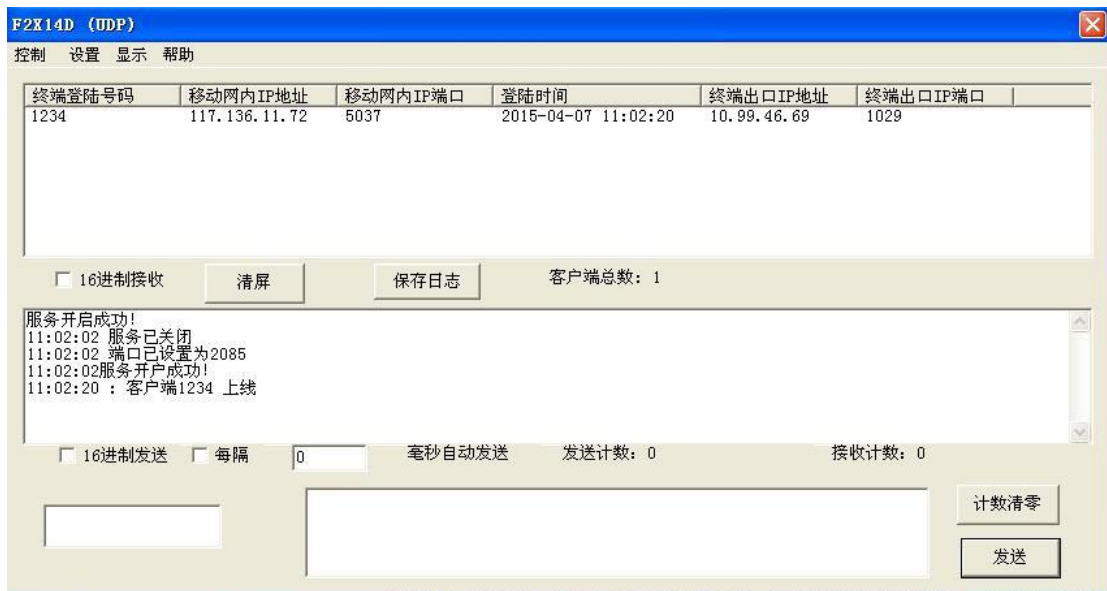 F2X14D (UDP)
控制 设置 显示 帮助
终端登陆号码 移动网内IP地址 移动网内IP端口 登陆时间 终端出口IP地址 终端出口IP端口
1234 117.136.11.72 5037 2015-04-07 11:02:20 10.99.46.69 1029
16进制接收 清屏 保存日志 客户端总数: 1
服务开启成功!
11:02:02 服务已关闭
11:02:02 端口已设置为2085
11:02:02服务开户成功!
11:02:20 : 客户端1234 上线
16进制发送 每隔 0 毫秒自动发送 发送计数: 0 接收计数: 0
计数清零
发送